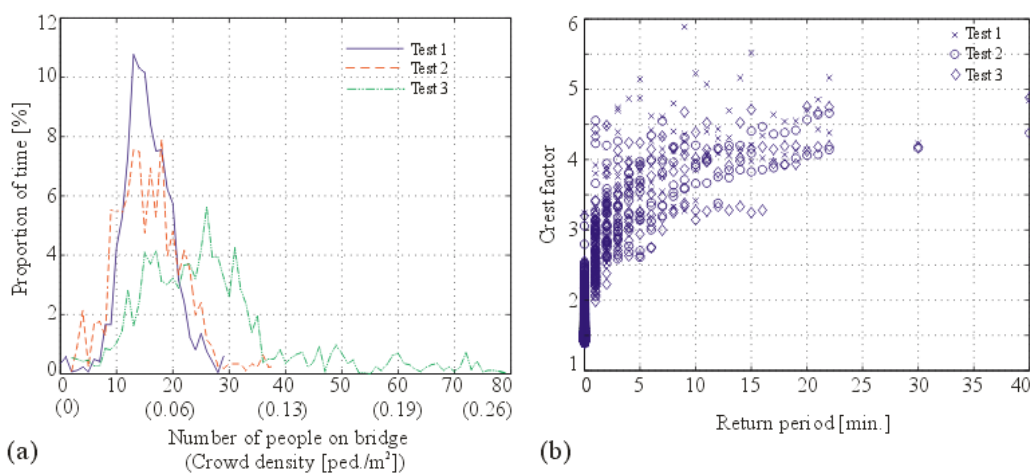 12
10
8
6
4
2
0
Proportion of time [%]
Test 1
Test 2
Test 3
0 10 20 30 40 50 60 70 80
(0) (0.06) (0.13) (0.19) (0.26)
Number of people on bridge
(Crowd density [ped./m²])
(a)
6
5
4
3
2
1
Crest factor
Test 1
Test 2
Test 3
0 5 10 15 20 25 30 35 40
Return period [min.]
(b)